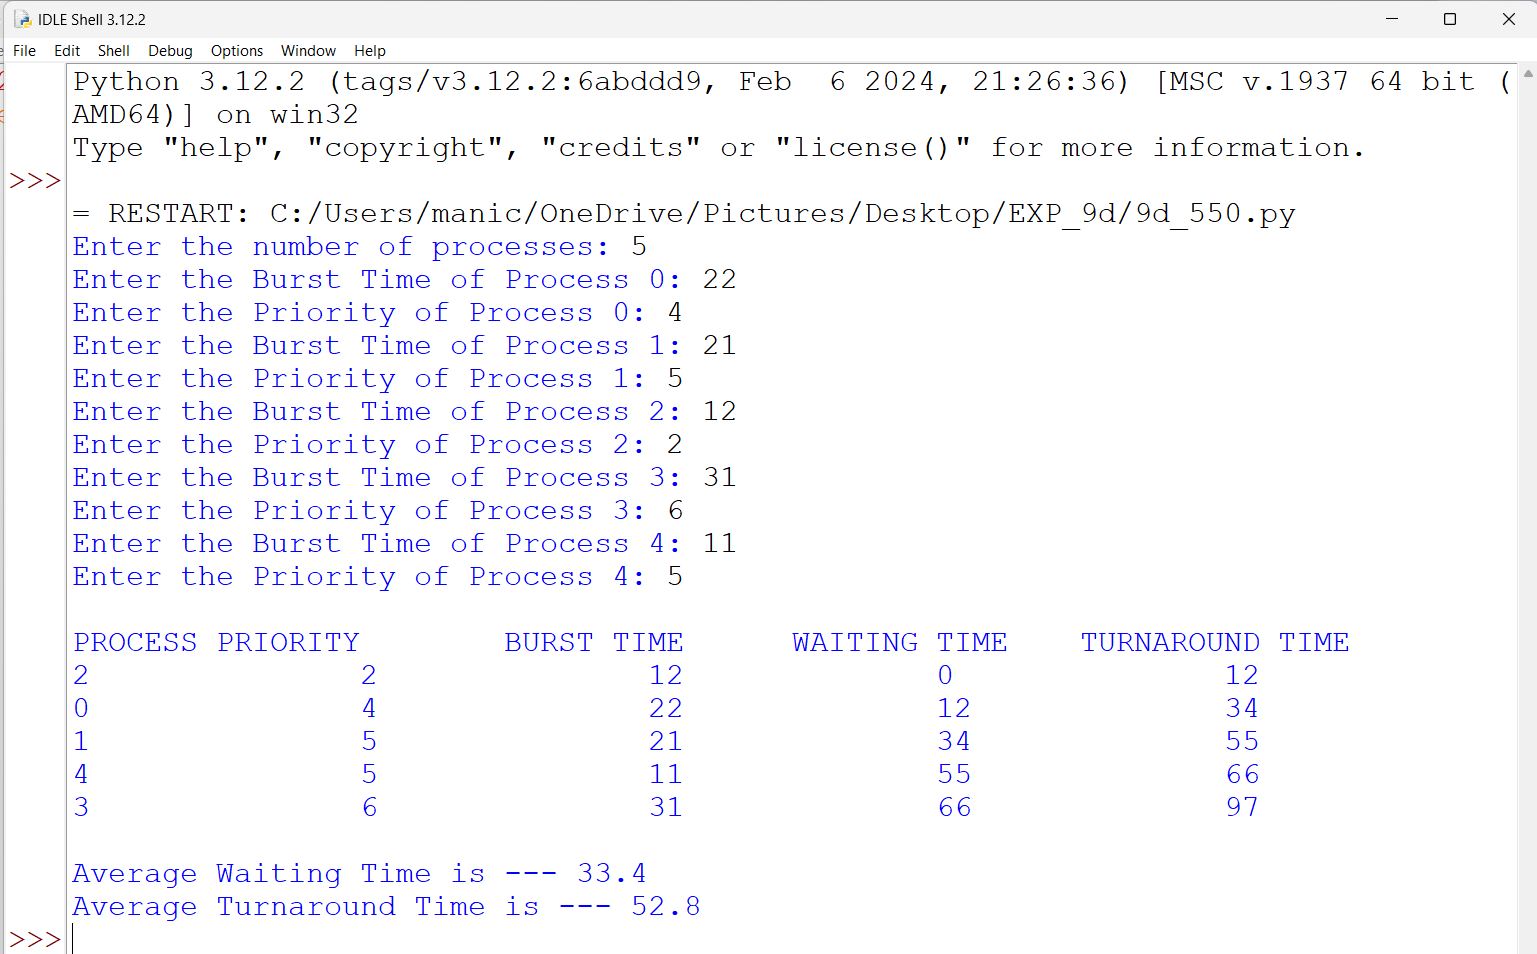 IDLE Shell 3.12.2
File Edit Shell Debug Options Window Help
Python 3.12.2 (tags/v3.12.2:6abddd9, Feb  6 2024, 21:26:36) [MSC v.1937 64 bit (
AMD64)] on win32
Type "help", "copyright", "credits" or "license()" for more information.
>>>
= RESTART: C:/Users/manic/OneDrive/Pictures/Desktop/EXP_9d/9d_550.py
Enter the number of processes: 5
Enter the Burst Time of Process 0: 22
Enter the Priority of Process 0: 4
Enter the Burst Time of Process 1: 21
Enter the Priority of Process 1: 5
Enter the Burst Time of Process 2: 12
Enter the Priority of Process 2: 2
Enter the Burst Time of Process 3: 31
Enter the Priority of Process 3: 6
Enter the Burst Time of Process 4: 11
Enter the Priority of Process 4: 5
PROCESS PRIORITY        BURST TIME      WAITING TIME    TURNAROUND TIME
2               2               12              0               12
0               4               22              12              34
1               5               21              34              55
4               5               11              55              66
3               6               31              66              97
Average Waiting Time is --- 33.4
Average Turnaround Time is --- 52.8
>>>